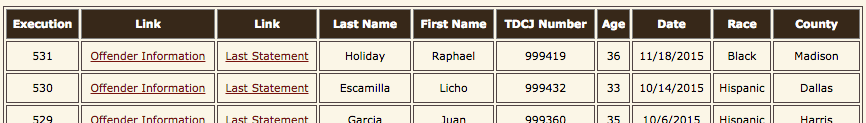 Execution Link Link Last Name First Name TDCJ Number Age Date Race County
531 Offender Information Last Statement Holiday Raphael 999419 36 11/18/2015 Black Madison
530 Offender Information Last Statement Escamilla Licho 999432 33 10/14/2015 Hispanic Dallas
529 Offender Information Last Statement Garcia Juan 999360 35 10/6/2015 Hispanic Harris